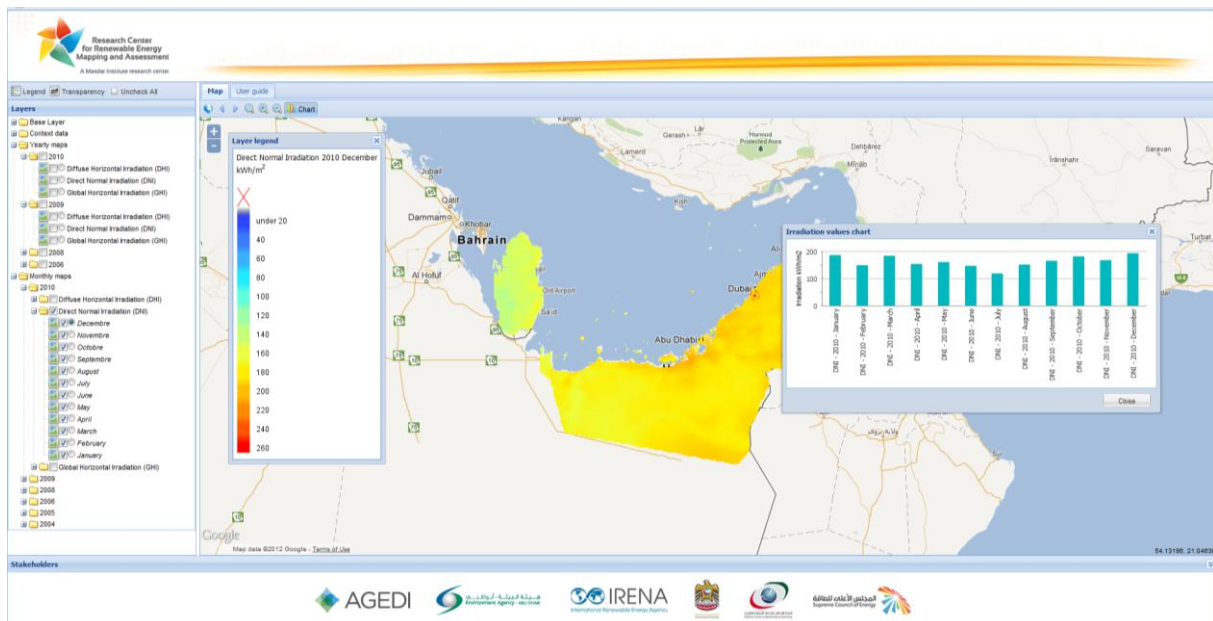 Research Center
for Renewable Energy
Mapping and Assessment
A Masdar Institute research center
Legend Transparency Uncheck All
Layers
Base Layer
Context data
Yearly maps
2010
Diffuse Horizontal Irradiation (DHI)
Direct Normal Irradiation (DNI)
Global Horizontal Irradiation (GHI)
2009
Diffuse Horizontal Irradiation (DHI)
Direct Normal Irradiation (DNI)
Global Horizontal Irradiation (GHI)
2008
2006
Monthly maps
2010
Diffuse Horizontal Irradiation (DHI)
Direct Normal Irradiation (DNI)
Decembre
Novembre
Octobre
Septembre
August
July
June
May
April
March
February
January
Global Horizontal Irradiation (GHI)
2009
2008
2006
2005
2004
Map User guide
Chart
Layer legend
Direct Normal Irradiation 2010 December
kWh/m²
under 20
40
60
80
100
120
140
160
180
200
220
240
260
Kangan
Gerash
Lār
Hormod
Protected Area
Lamerd
Dehbārez
Mīnāb
Īrānshahr
Saravan
Jubail
Qatif
Dammam
Khobar
Kish
Bahrain
Al Hofuf
Old Airport
Said
Turbat
Dubai
Abu Dhabi
Irradiation values chart
Irradiation kWh/m2
200
100
0
DNI - 2010 - January
DNI - 2010 - February
DNI - 2010 - March
DNI - 2010 - April
DNI - 2010 - May
DNI - 2010 - June
DNI - 2010 - July
DNI - 2010 - August
DNI - 2010 - September
DNI - 2010 - October
DNI - 2010 - November
DNI - 2010 - December
Close
Sur
Google
Map data ©2012 Google - Terms of Use
Stakeholders
AGEDI
هيئة البيئة - أبوظبي
Environment Agency - ABU DHABI
IRENA
International Renewable Energy Agency
المجلس الأعلى للطاقة
Supreme Council of Energy